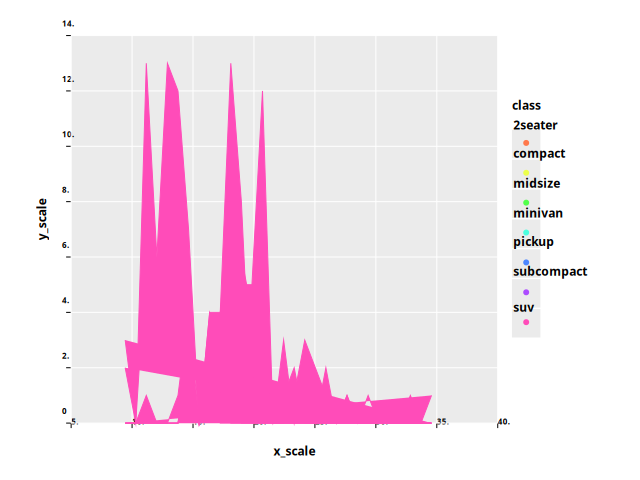 14.
12.
10.
8.
6.
4.
2.
0
5.
35.
40.
x_scale
y_scale
class
2seater
compact
midsize
minivan
pickup
subcompact
suv